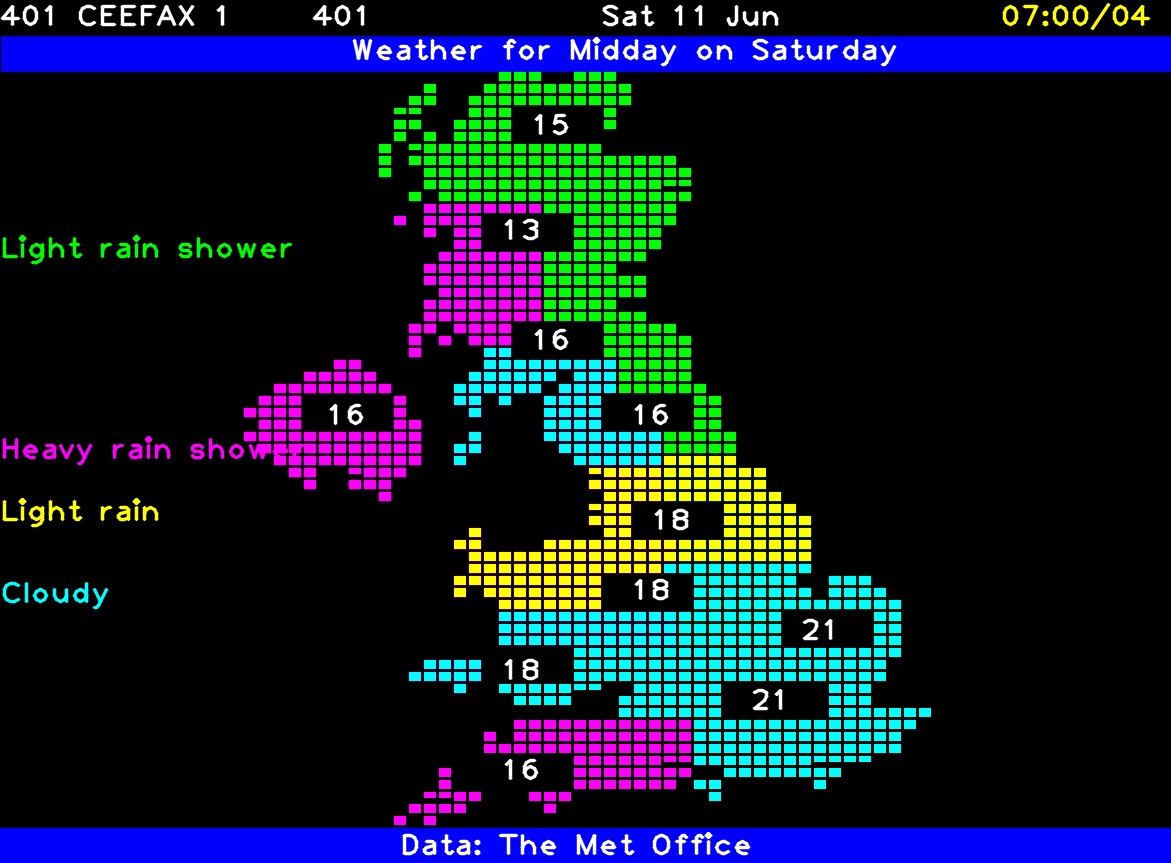 401 CEEFAX 1 401 Sat 11 Jun 07:00/04
Weather for Midday on Saturday
15
13
Light rain shower
16
16
16
Heavy rain shower
Light rain
18
Cloudy
18
21
18
21
16
Data: The Met Office